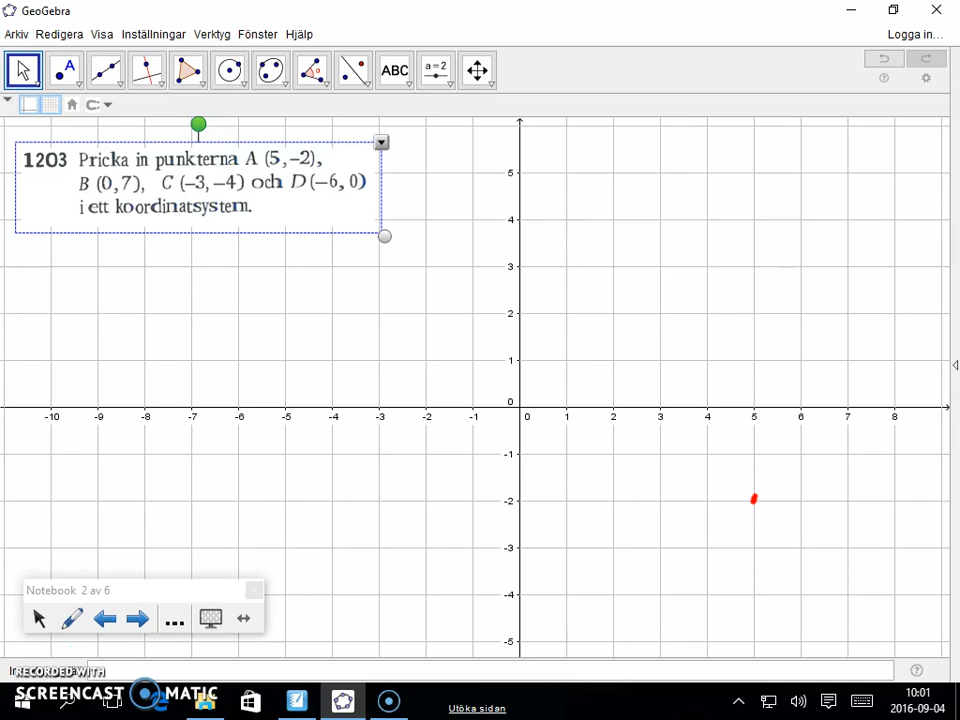 GeoGebra
Arkiv Redigera Visa Inställningar Verktyg Fönster Hjälp Logga in...
A ABC a=2
1203 Pricka in punkterna A (5,–2),
B (0,7), C (–3,–4) och D (–6, 0)
i ett koordinatsystem.
5
4
3
2
1
0
-10 -9 -8 -7 -6 -5 -4 -3 -2 -1 0 1 2 3 4 5 6 7 8
-1
-2
-3
-4
-5
Notebook 2 av 6
RECORDED WITH
SCREENCAST MATIC
Utöka sidan
10:01
2016-09-04